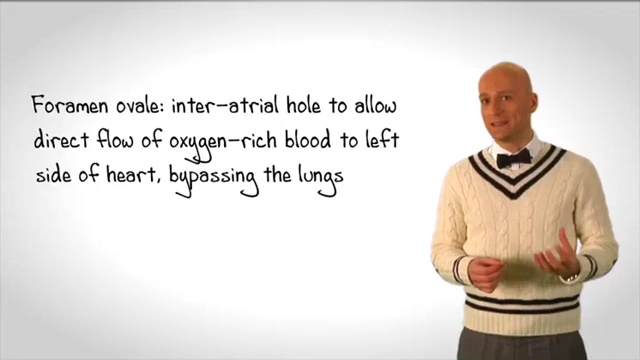 Foramen ovale: inter-atrial hole to allow
direct flow of oxygen-rich blood to left
side of heart, bypassing the lungs